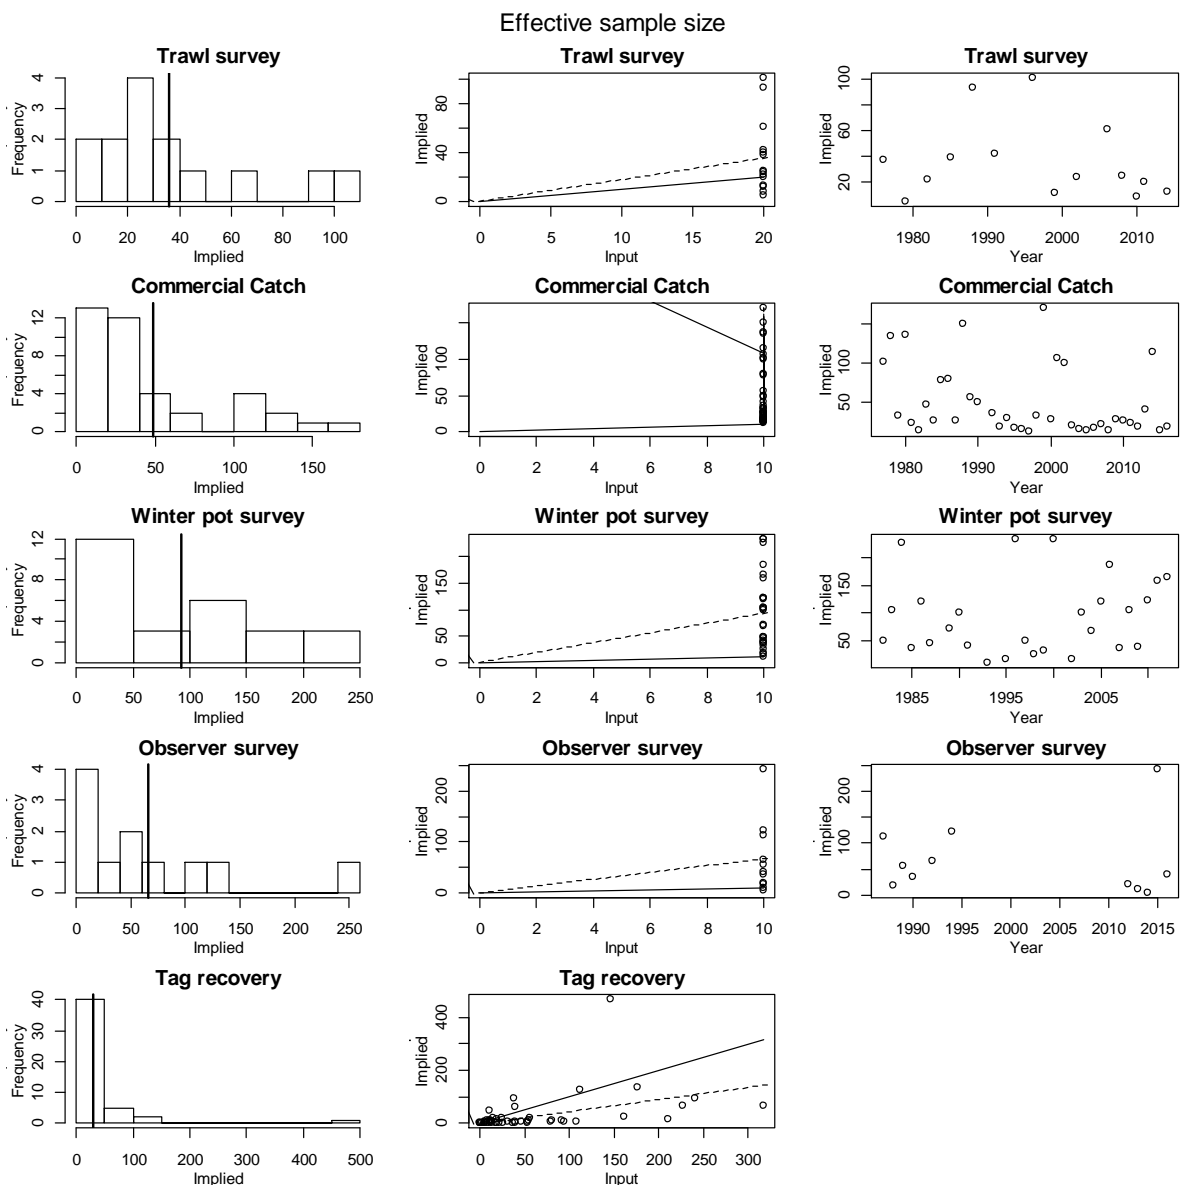 Effective sample size
Trawl survey
Frequency
0 1 2 3 4
0 20 40 60 80 100
Implied
Trawl survey
Implied
0 40 80
0 5 10 15 20
Input
Trawl survey
Implied
20 60 100
1980 1990 2000 2010
Year
Commercial Catch
Frequency
0 4 8 12
0 50 100 150
Implied
Commercial Catch
Implied
0 50 100
0 2 4 6 8 10
Input
Commercial Catch
Implied
50 100
1980 1990 2000 2010
Year
Winter pot survey
Frequency
0 4 8 12
0 50 100 150 200 250
Implied
Winter pot survey
Implied
0 50 150
0 2 4 6 8 10
Input
Winter pot survey
Implied
50 150
1985 1995 2005
Year
Observer survey
Frequency
0 1 2 3 4
0 50 100 150 200 250
Implied
Observer survey
Implied
0 100 200
0 2 4 6 8 10
Input
Observer survey
Implied
0 100 200
1990 1995 2000 2005 2010 2015
Year
Tag recovery
Frequency
0 10 20 30 40
0 100 200 300 400 500
Implied
Tag recovery
Implied
0 200 400
0 50 100 150 200 250 300
Input